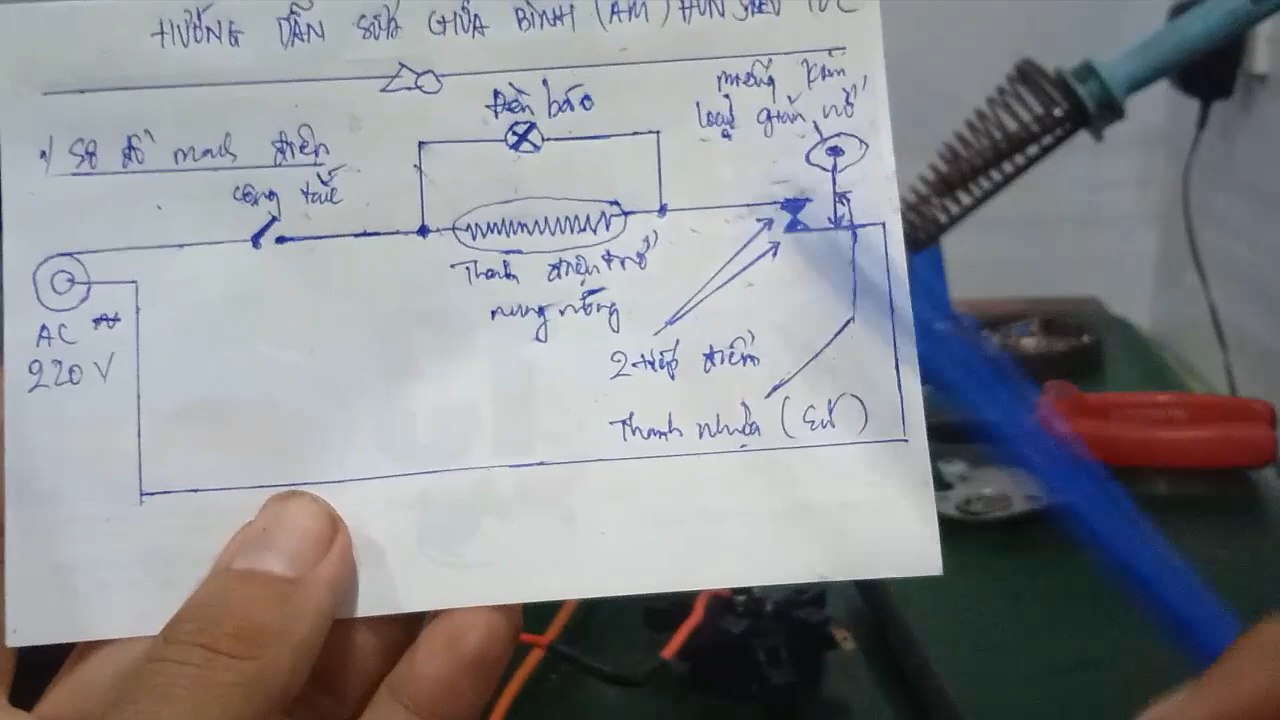 HƯỚNG DẪN SỬA CHỮA BÌNH (ẤM) ĐUN SIÊU TỐC
a) Sơ đồ mạch điện
Đèn báo
miếng kim
loại giãn nở
công tắc
Thanh điện trở
nung nóng
AC
220 V
2 tiếp điểm
Thanh nhựa (sứ)